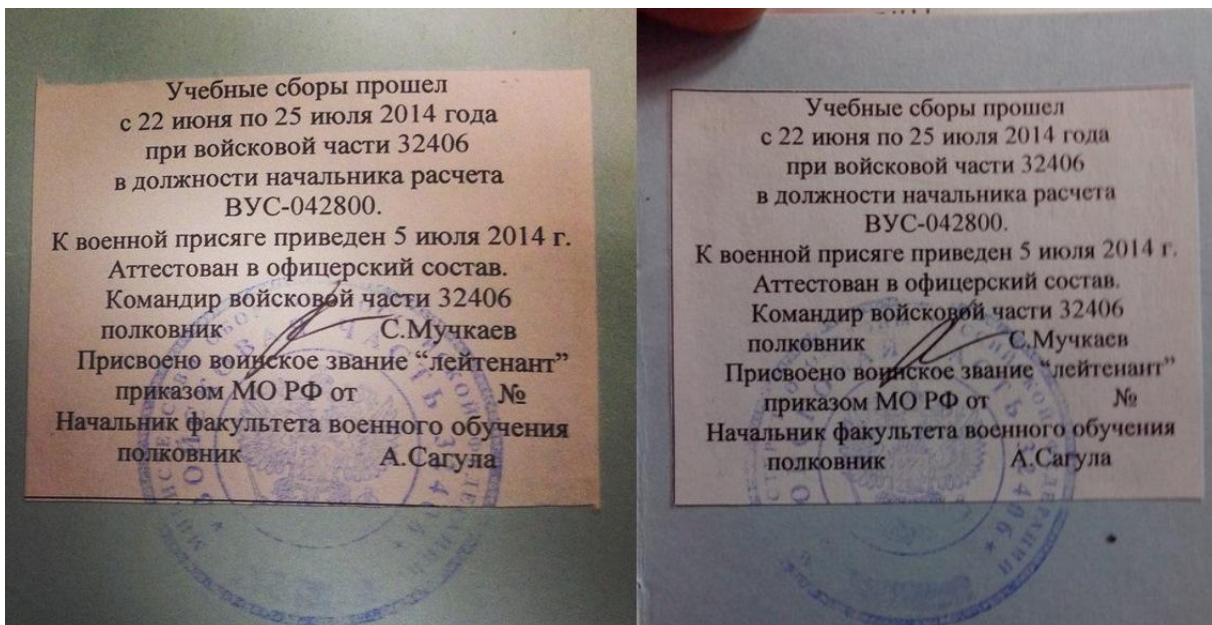 Учебные сборы прошел
с 22 июня по 25 июля 2014 года
при войсковой части 32406
в должности начальника расчета
ВУС-042800.
К военной присяге приведен 5 июля 2014 г.
Аттестован в офицерский состав.
Командир войсковой части 32406
полковник С.Мучкаев
Присвоено воинское звание “лейтенант”
приказом МО РФ от №
Начальник факультета военного обучения
полковник А.Сагула
ВОЙСКОВАЯ ЧАСТЬ 32406 *
Учебные сборы прошел
с 22 июня по 25 июля 2014 года
при войсковой части 32406
в должности начальника расчета
ВУС-042800.
К военной присяге приведен 5 июля 2014 г.
Аттестован в офицерский состав.
Командир войсковой части 32406
полковник С.Мучкаев
Присвоено воинское звание “лейтенант”
приказом МО РФ от №
Начальник факультета военного обучения
полковник А.Сагула
ЧАСТЬ 32406 *